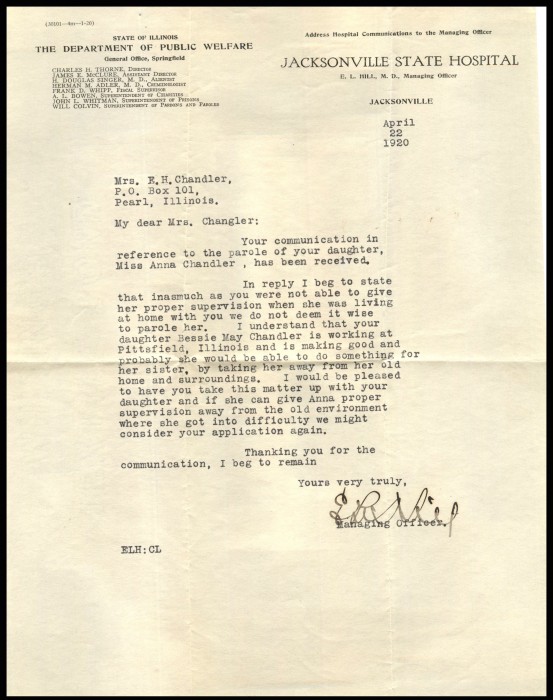 (38211—6m—1-20)
STATE OF ILLINOIS
THE DEPARTMENT OF PUBLIC WELFARE
General Office, Springfield
CHARLES H. THORNE, DIRECTOR
JAMES E. McCLURE, ASSISTANT DIRECTOR
H. DOUGLAS SINGER, M. D., ALIENIST
HERMAN M. ADLER, M. D., CRIMINOLOGIST
FRANK D. WHIPP, FISCAL SUPERVISOR
A. L. BOWEN, SUPERINTENDENT OF CHARITIES
JOHN L. WHITMAN, SUPERINTENDENT OF PRISONS
WILL COLVIN, SUPERINTENDENT OF PARDONS AND PAROLES
Address Hospital Communications to the Managing Officer
JACKSONVILLE STATE HOSPITAL
E. L. HILL, M. D., Managing Officer
JACKSONVILLE
April
22
1920
Mrs. E.H.Chandler,
P.O. Box 101,
Pearl, Illinois.
My dear Mrs. Changler:
Your communication in
reference to the parole of your daughter,
Miss Anna Chandler , has been received.
In reply I beg to state
that inasmuch as you were not able to give
her proper supervision when she was living
at home with you we do not deem it wise
to parole her. I understand that your
daughter Bessie May Chandler is working at
Pittsfield, Illinois and is making good and
probably she would be able to do something for
her sister, by taking her away from her old
home and surroundings. I would be pleased
to have you take this matter up with your
daughter and if she can give Anna proper
supervision away from the old environment
where she got into difficulty we might
consider your application again.
Thanking you for the
communication, I beg to remain
Yours very truly,
E L Hill
Managing Officer.
ELH:CL